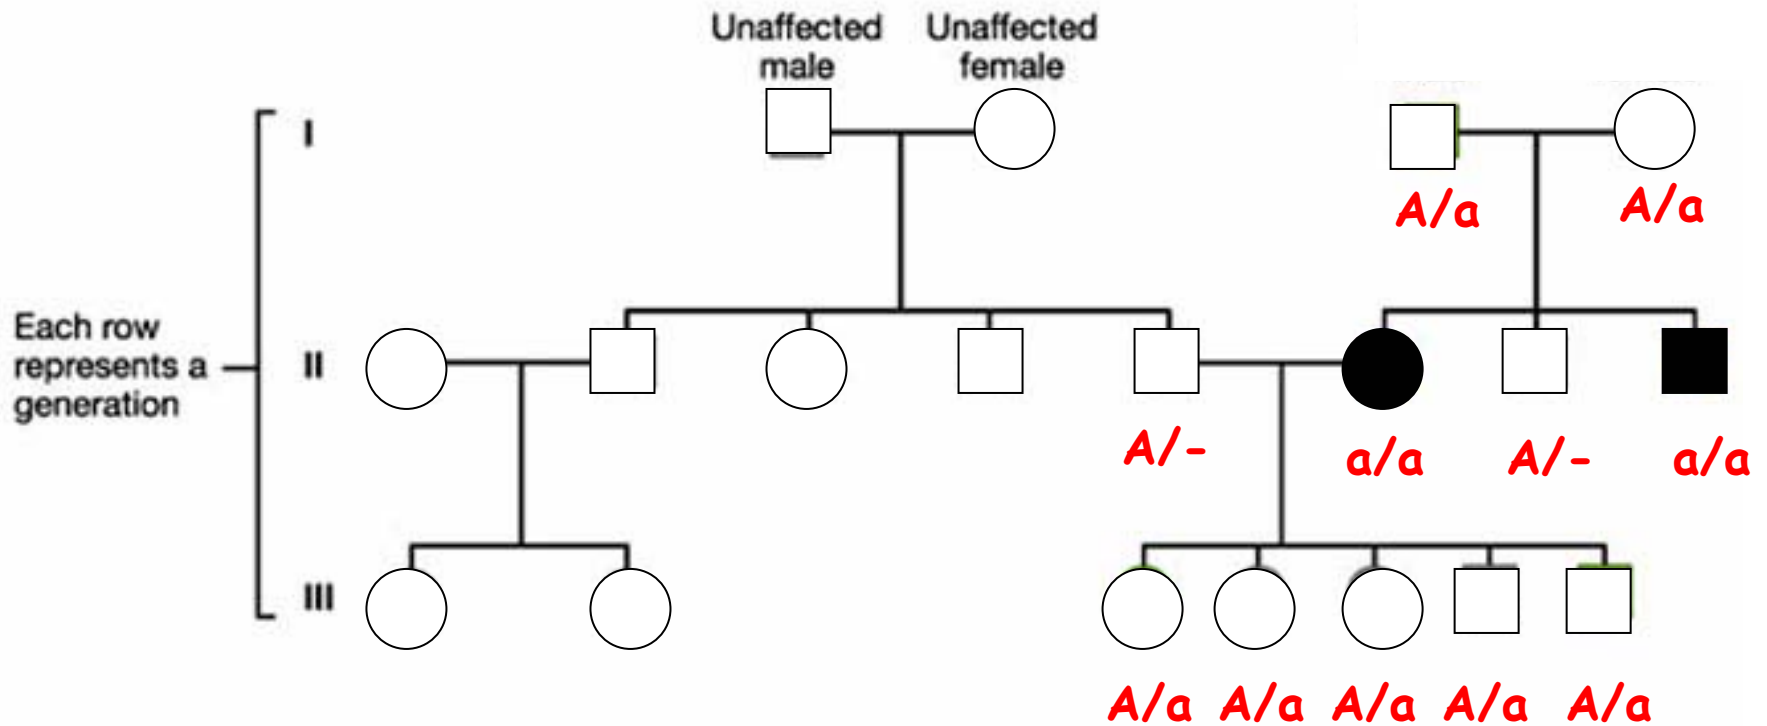 Unaffected
male
Unaffected
female
I
A/a
A/a
Each row
represents a
generation
II
A/-
a/a
A/-
a/a
III
A/a
A/a
A/a
A/a
A/a